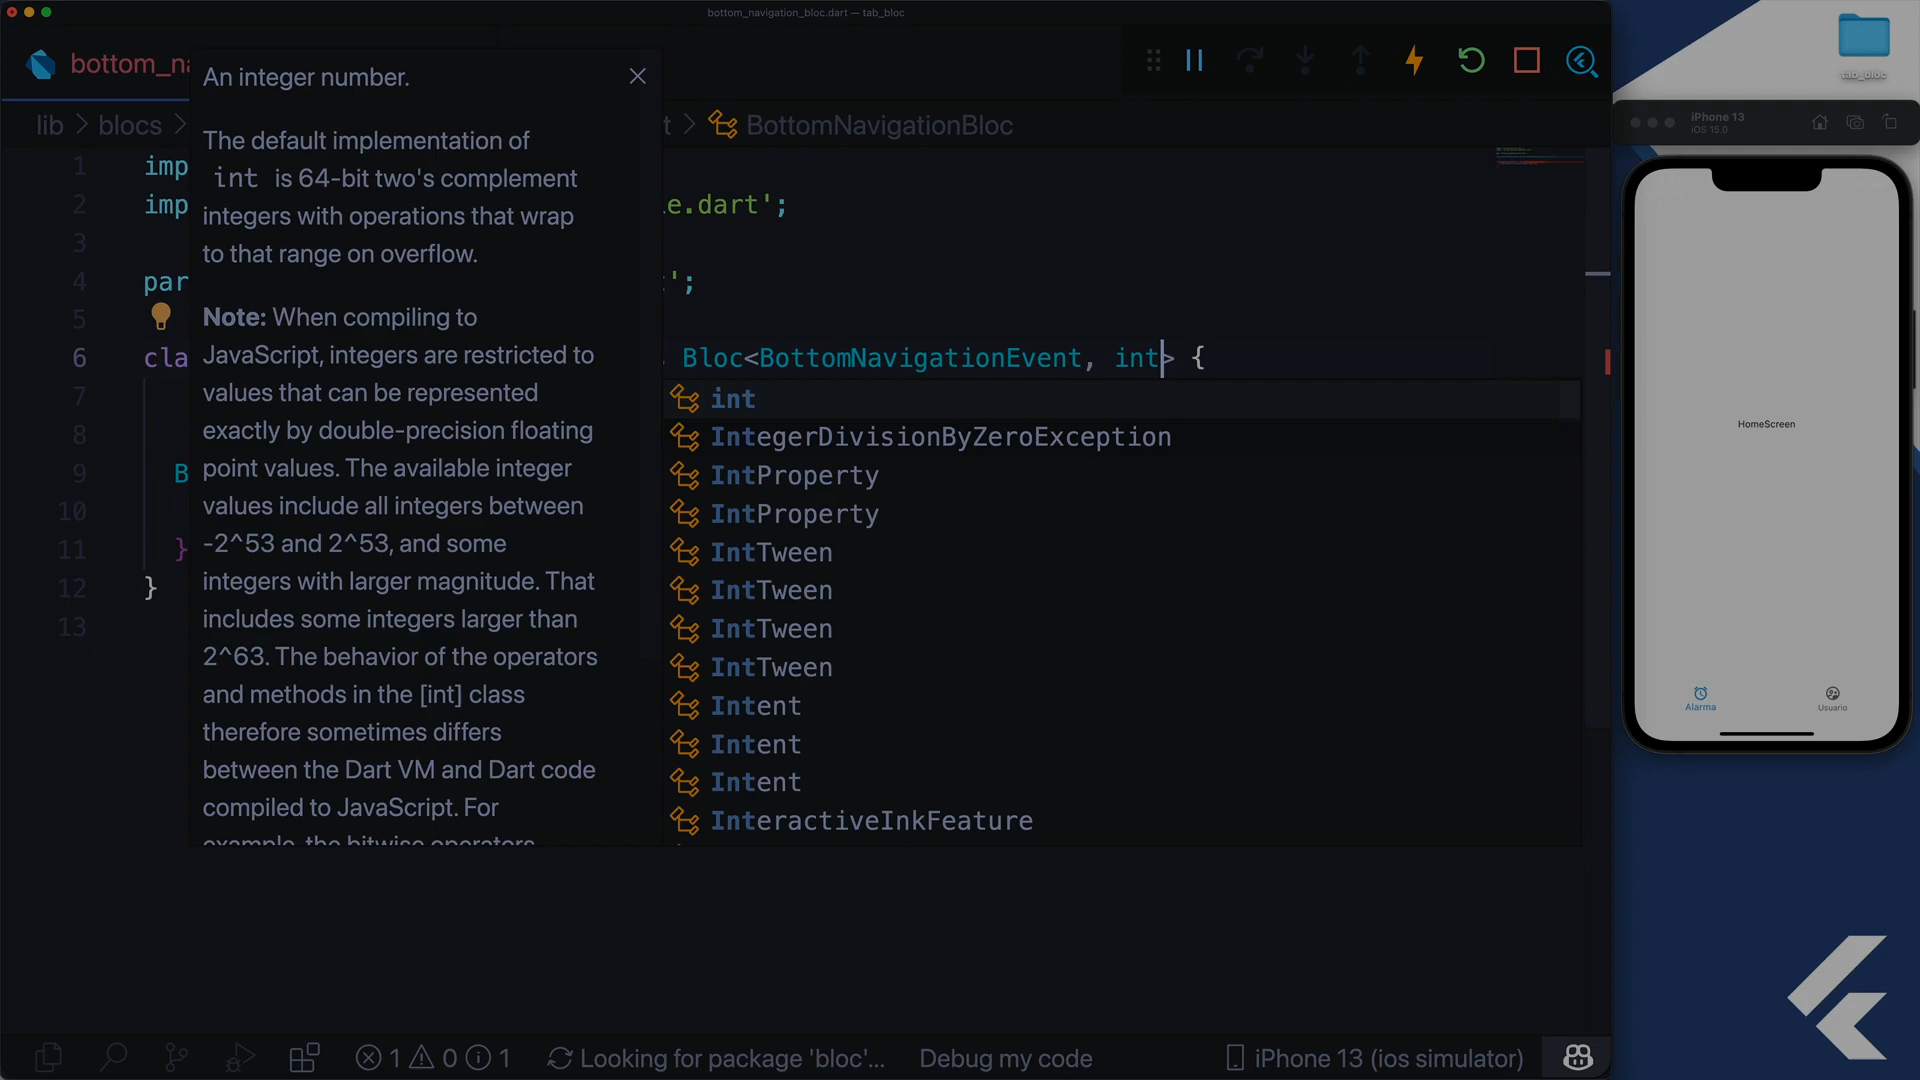 bottom_navigation_bloc.dart — tab_bloc
bottom_na
An integer number.
lib > blocs > t > BottomNavigationBloc
The default implementation of
int is 64-bit two's complement
integers with operations that wrap
to that range on overflow.
Note: When compiling to
JavaScript, integers are restricted to
values that can be represented
exactly by double-precision floating
point values. The available integer
values include all integers between
-2^53 and 2^53, and some
integers with larger magnitude. That
includes some integers larger than
2^63. The behavior of the operators
and methods in the [int] class
therefore sometimes differs
between the Dart VM and Dart code
compiled to JavaScript. For
example, the bitwise operators
1 imp
2 imp e.dart';
3
4 par t';
5
6 cla Bloc<BottomNavigationEvent, int> {
7
8
9 B
10
11 }
12 }
13
int
IntegerDivisionByZeroException
IntProperty
IntProperty
IntTween
IntTween
IntTween
IntTween
Intent
Intent
Intent
InteractiveInkFeature
1 0 1 Looking for package 'bloc'... Debug my code iPhone 13 (ios simulator)
tab_bloc
iPhone 13
iOS 15.0
HomeScreen
Alarma Usuario